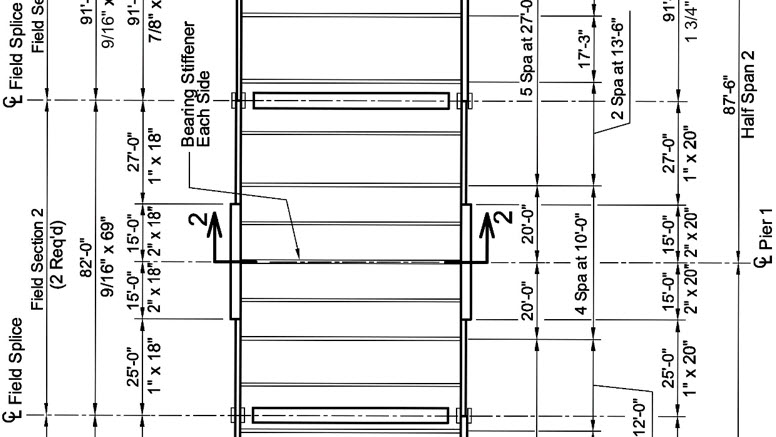 ℄ Field Splice
Field Se
91'-
9/16" x
91'-
7/8" x
Bearing Stiffener
Each Side
5 Spa at 27'-0
17'-3"
2 Spa at 13'-6"
91'
1 3/4"
87'-6"
Half Span 2
27'-0"
1" x 18"
27'-0"
1" x 20"
Field Section 2
(2 Req'd)
82'-0"
9/16" x 69"
15'-0"
2" x 18"
15'-0"
2" x 18"
2
2
20'-0"
20'-0"
4 Spa at 10'-0"
15'-0"
2" x 20"
15'-0"
2" x 20"
℄ Pier 1
℄ Field Splice
25'-0"
1" x 18"
25'-0"
1" x 20"
12'-0"